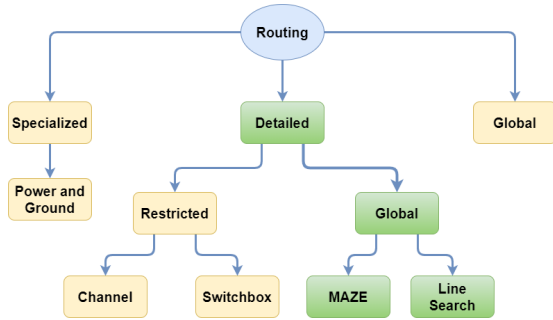 Routing
Specialized
Detailed
Global
Power and
Ground
Restricted
Global
Channel
Switchbox
MAZE
Line
Search